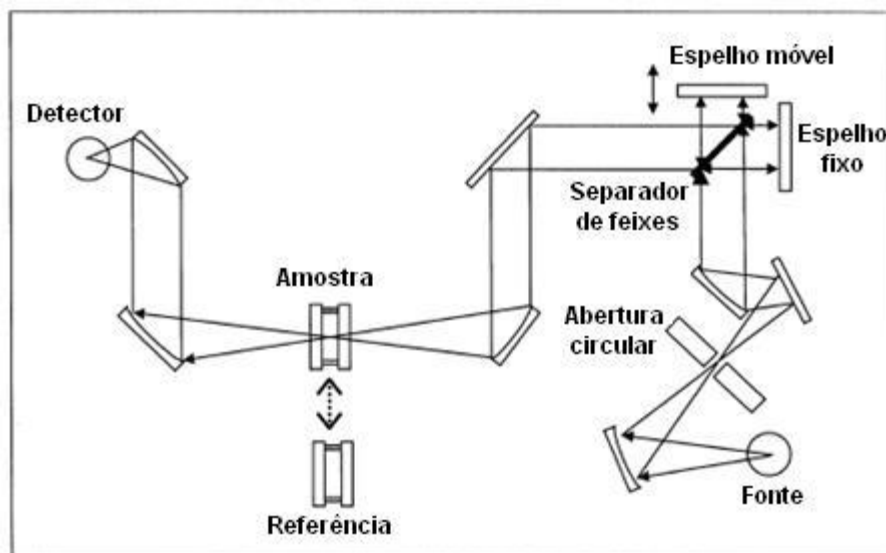 Espelho móvel
Detector
Espelho
fixo
Separador
de feixes
Amostra
Abertura
circular
Fonte
Referência